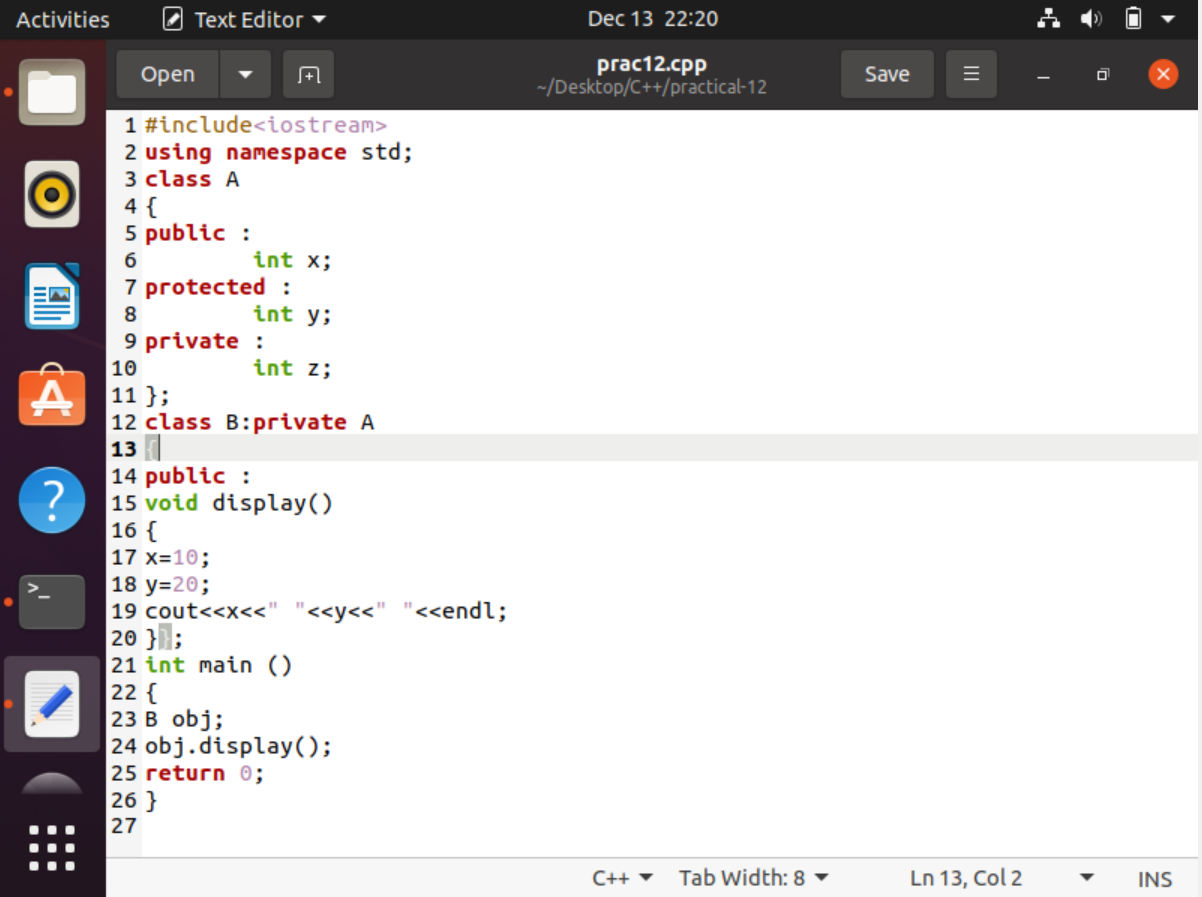 Activities Text Editor Dec 13 22:20
Open prac12.cpp Save
~/Desktop/C++/practical-12
1 #include<iostream>
2 using namespace std;
3 class A
4 {
5 public :
6         int x;
7 protected :
8         int y;
9 private :
10         int z;
11 };
12 class B:private A
13 {
14 public :
15 void display()
16 {
17 x=10;
18 y=20;
19 cout<<x<<" "<<y<<" "<<endl;
20 }};
21 int main ()
22 {
23 B obj;
24 obj.display();
25 return 0;
26 }
27
C++ Tab Width: 8 Ln 13, Col 2 INS